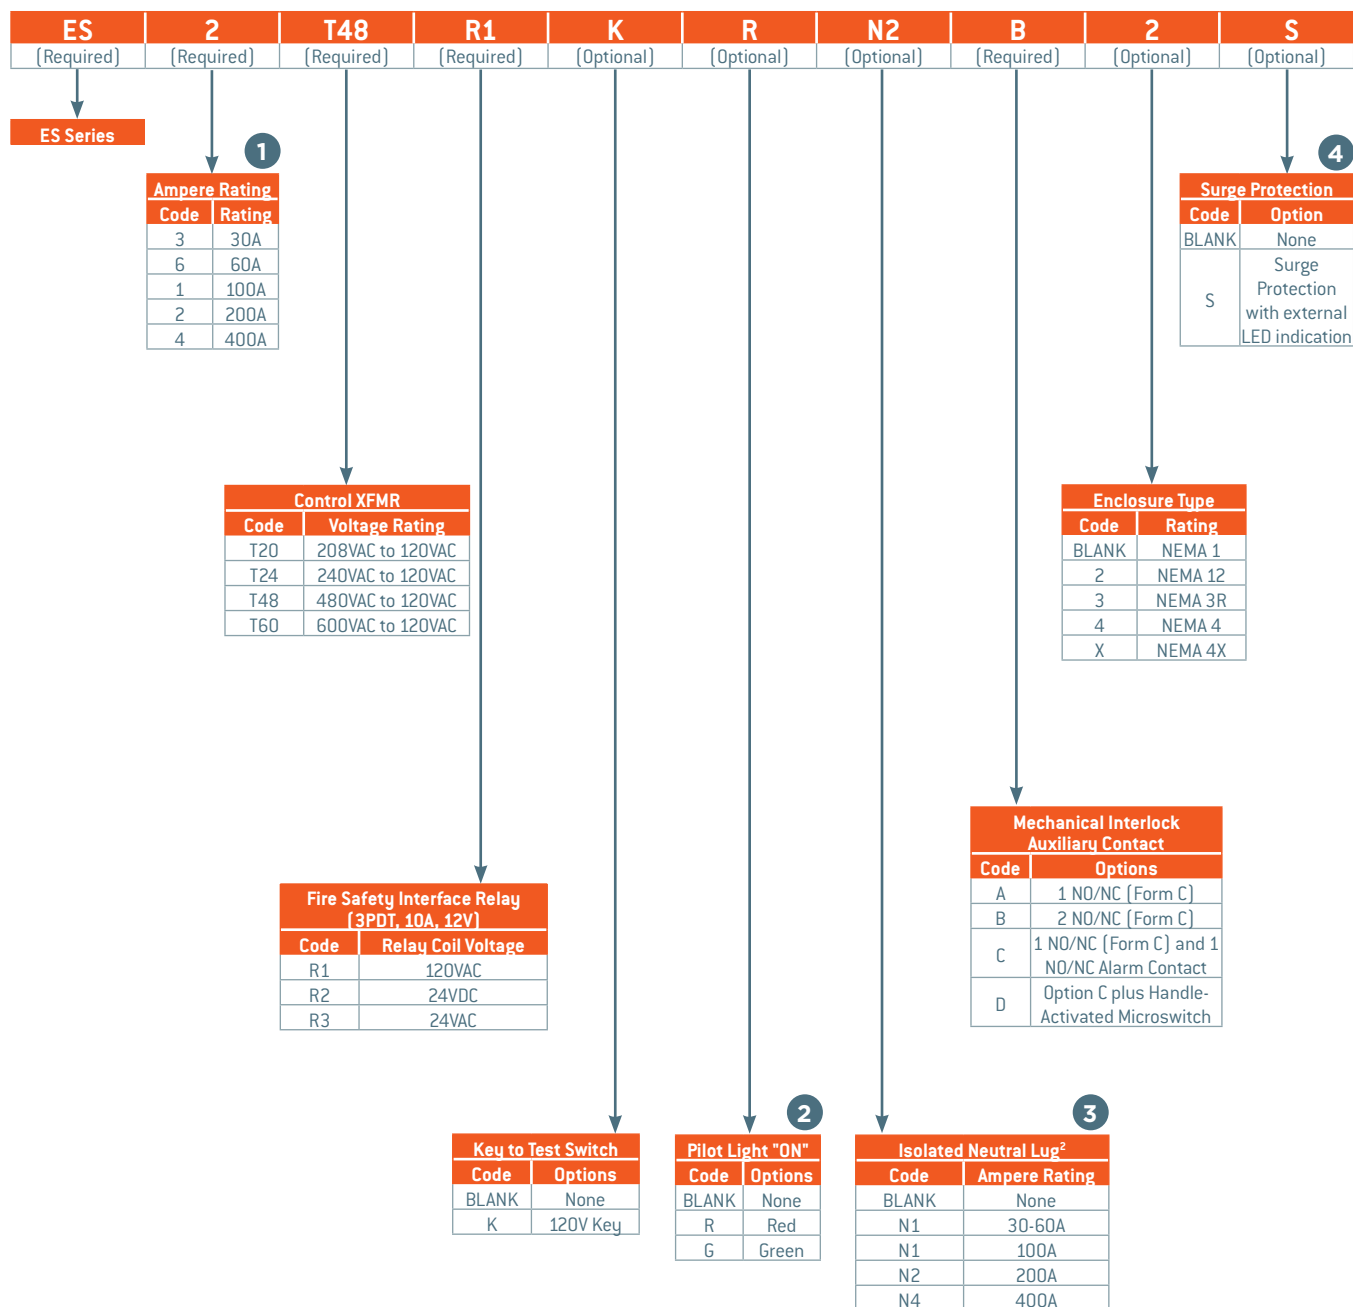 ES 2 T48 R1 K R N2 B 2 S
(Required) (Required) (Required) (Required) (Optional) (Optional) (Optional) (Required) (Optional) (Optional)
ES Series
1
Ampere Rating
Code Rating
3 30A
6 60A
1 100A
2 200A
4 400A
4
Surge Protection
Code Option
BLANK None
S Surge
Protection
with external
LED indication
Control XFMR
Code Voltage Rating
T20 208VAC to 120VAC
T24 240VAC to 120VAC
T48 480VAC to 120VAC
T60 600VAC to 120VAC
Enclosure Type
Code Rating
BLANK NEMA 1
2 NEMA 12
3 NEMA 3R
4 NEMA 4
X NEMA 4X
Fire Safety Interface Relay
(3PDT, 10A, 12V)
Code Relay Coil Voltage
R1 120VAC
R2 24VDC
R3 24VAC
Mechanical Interlock
Auxiliary Contact
Code Options
A 1 NO/NC (Form C)
B 2 NO/NC (Form C)
C 1 NO/NC (Form C) and 1
NO/NC Alarm Contact
D Option C plus Handle-
Activated Microswitch
Key to Test Switch
Code Options
BLANK None
K 120V Key
2
Pilot Light "ON"
Code Options
BLANK None
R Red
G Green
3
Isolated Neutral Lug²
Code Ampere Rating
BLANK None
N1 30-60A
N1 100A
N2 200A
N4 400A